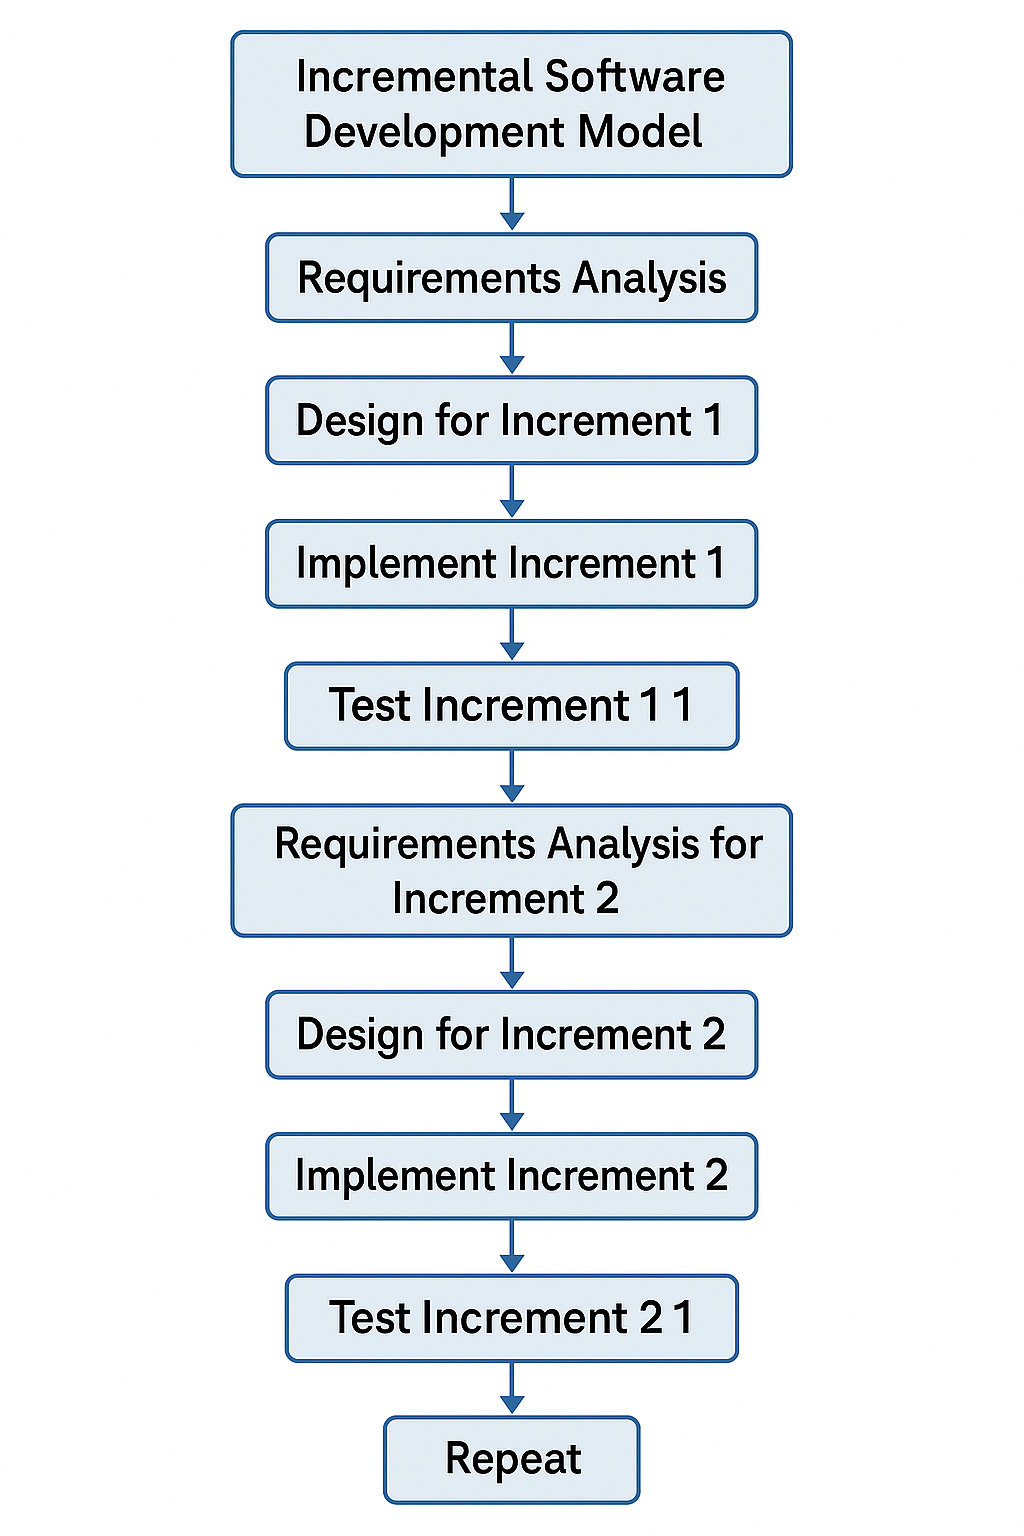 Incremental Software
Development Model
Requirements Analysis
Design for Increment 1
Implement Increment 1
Test Increment 1 1
Requirements Analysis for
Increment 2
Design for Increment 2
Implement Increment 2
Test Increment 2 1
Repeat